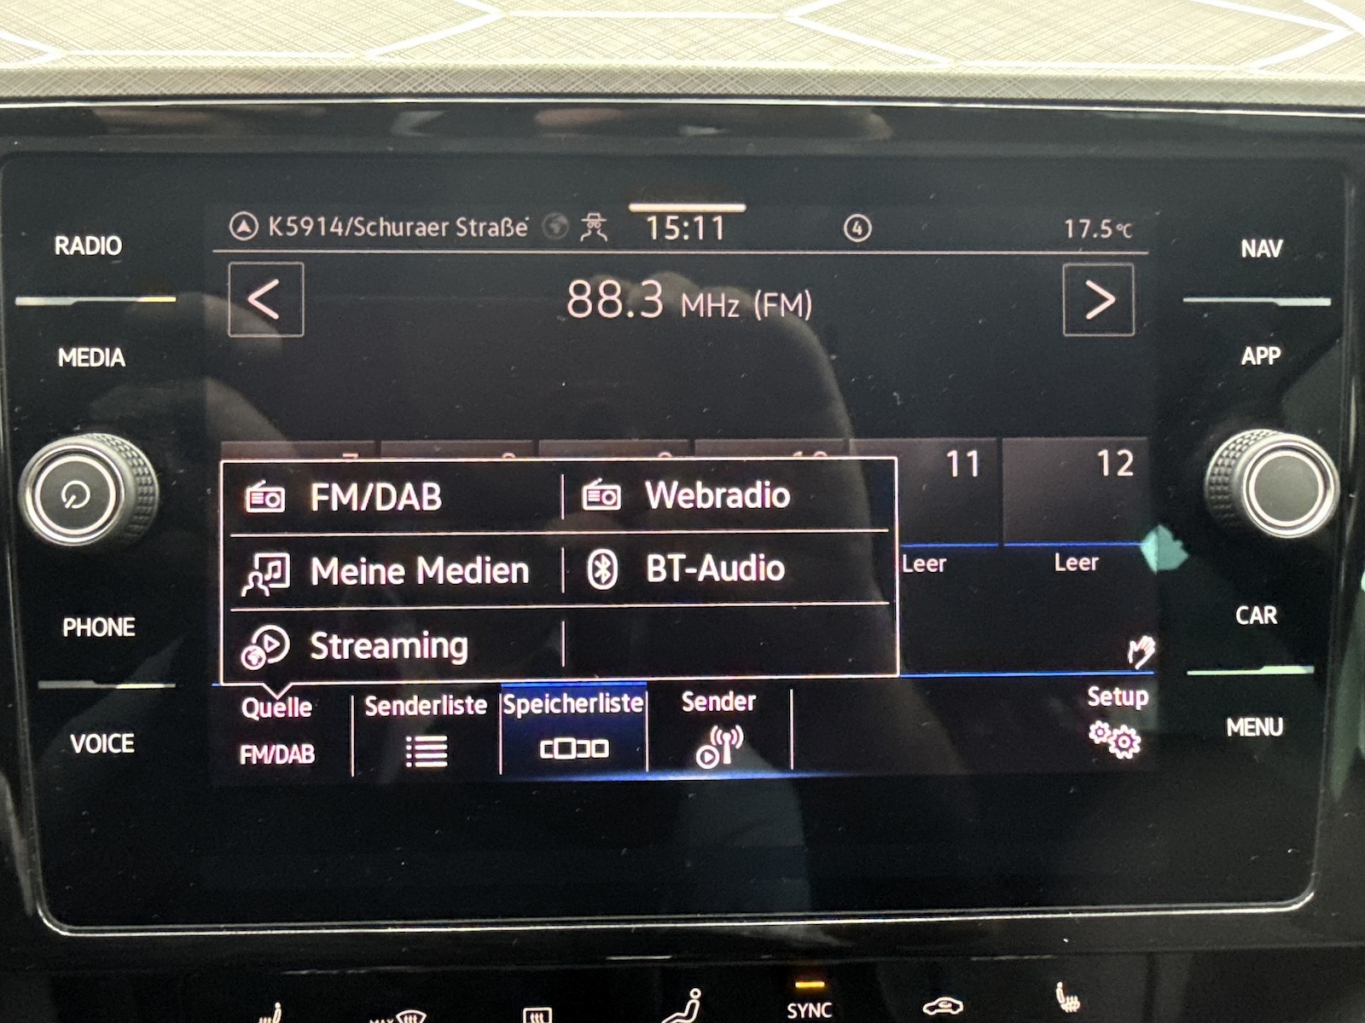 RADIO
MEDIA
PHONE
VOICE
K5914/Schuraer Straße
15:11
4
17.5°C
88.3 MHz (FM)
11
12
FM/DAB
Webradio
Meine Medien
BT-Audio
Streaming
Leer
Leer
Quelle
FM/DAB
Senderliste
Speicherliste
Sender
Setup
NAV
APP
CAR
MENU
MAX
SYNC